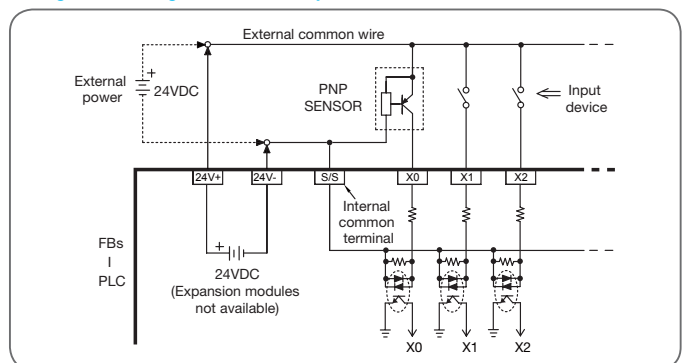 External common wire
External
power
+
24VDC
PNP
SENSOR
Input
device
24V+
24V-
S/S
X0
X1
X2
Internal
common
terminal
FBs
I
PLC
+
24VDC
(Expansion modules
not available)
X0
X1
X2